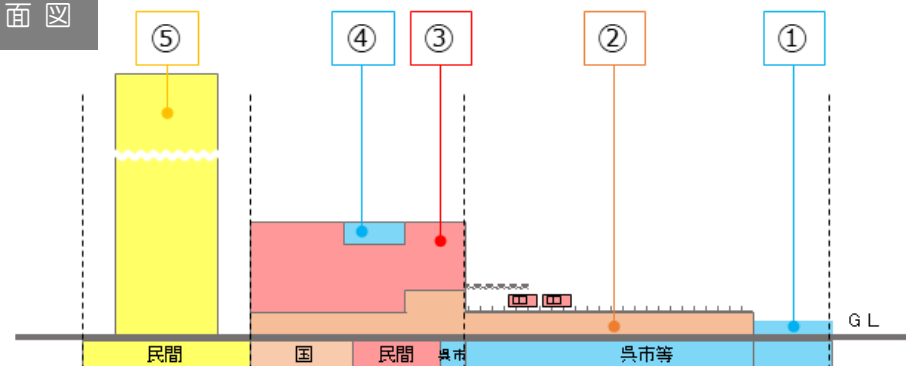 面 図
⑤ ④ ③ ② ①
ＧＬ
民間 国 民間 呉市 呉市等